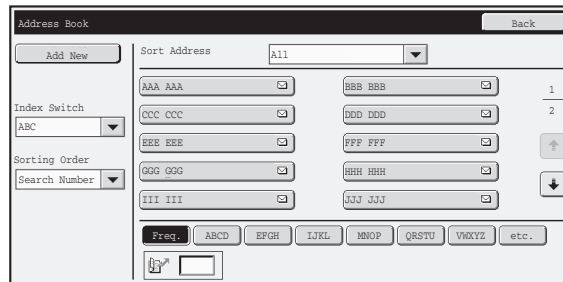 Address Book
Back
Add New
Sort Address
All
AAA AAA
BBB BBB
1
2
Index Switch
ABC
CCC CCC
DDD DDD
EEE EEE
FFF FFF
Sorting Order
Search Number
GGG GGG
HHH HHH
III III
JJJ JJJ
Freq.
ABCD
EFGH
IJKL
MNOP
QRSTU
VWXYZ
etc.